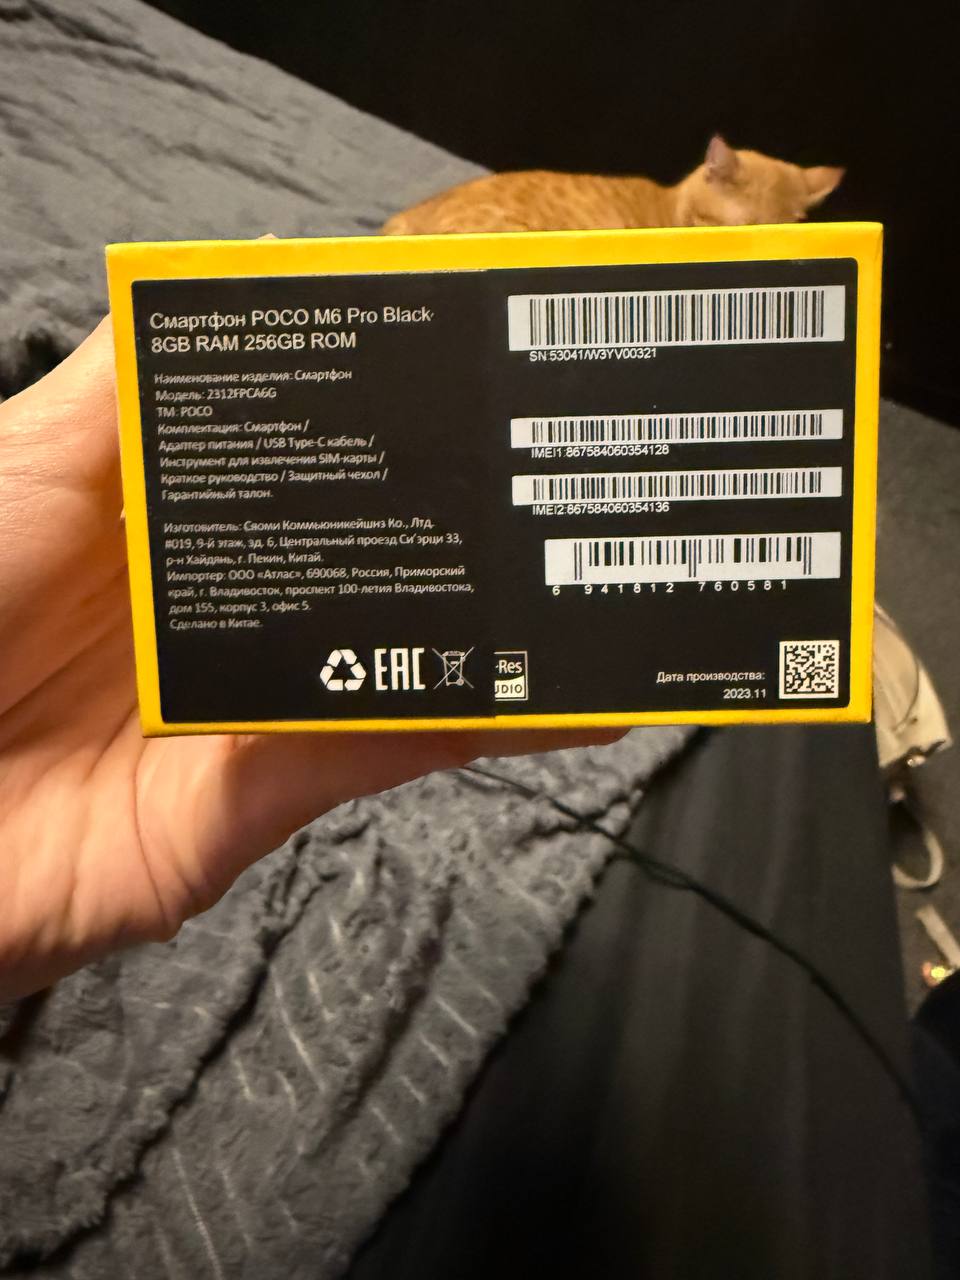 Смартфон POCO M6 Pro Black
8GB RAM 256GB ROM
Наименование изделия: Смартфон
Модель: 2312FPCA6G
ТМ: POCO
Комплектация: Смартфон /
Адаптер питания / USB Type-C кабель /
Инструмент для извлечения SIM-карты /
Краткое руководство / Защитный чехол /
Гарантийный талон.
Изготовитель: Сяоми Коммьюникейшнз Ко., Лтд.
#019, 9-й этаж, зд. 6, Центральный проезд Си'эрци 33,
р-н Хайдянь, г. Пекин, Китай.
Импортер: ООО «Атлас», 690068, Россия, Приморский
край, г. Владивосток, проспект 100-летия Владивостока,
дом 155, корпус 3, офис 5.
Сделано в Китае.
EAC
-Res
UDIO
SN:53041/W3YV00321
IMEI1:867584060354128
IMEI2:867584060354136
6 941812 760581
Дата производства:
2023.11